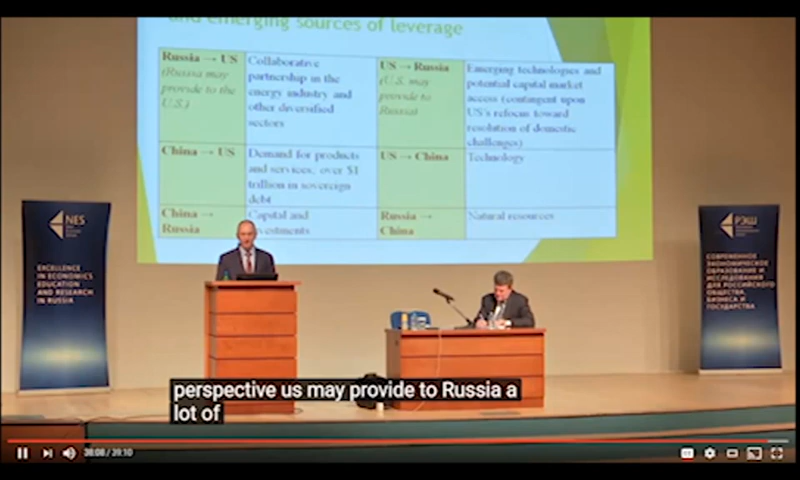 and emerging sources of leverage
Russia → US
(Russia may
provide to the
U.S.)
Collaborative
partnership in the
energy industry and
other diversified
sectors
US → Russia
(U.S. may
provide to
Russia)
Emerging technologies and
potential capital market
access (contingent upon
US's refocus toward
resolution of domestic
challenges)
China → US
Demand for products
and services, over $1
trillion in sovereign
debt
US → China
Technology
China →
Russia
Capital and
Russia →
China
Natural resources
NES
EXCELLENCE
IN ECONOMICS
EDUCATION
AND RESEARCH
IN RUSSIA
РЭШ
СОВРЕМЕННОЕ
ЭКОНОМИЧЕСКОЕ
ОБРАЗОВАНИЕ И
ИССЛЕДОВАНИЯ
ДЛЯ РОССИЙСКОГО
ОБЩЕСТВА,
БИЗНЕСА И
ГОСУДАРСТВА
perspective us may provide to Russia a
lot of
38:08 / 39:10